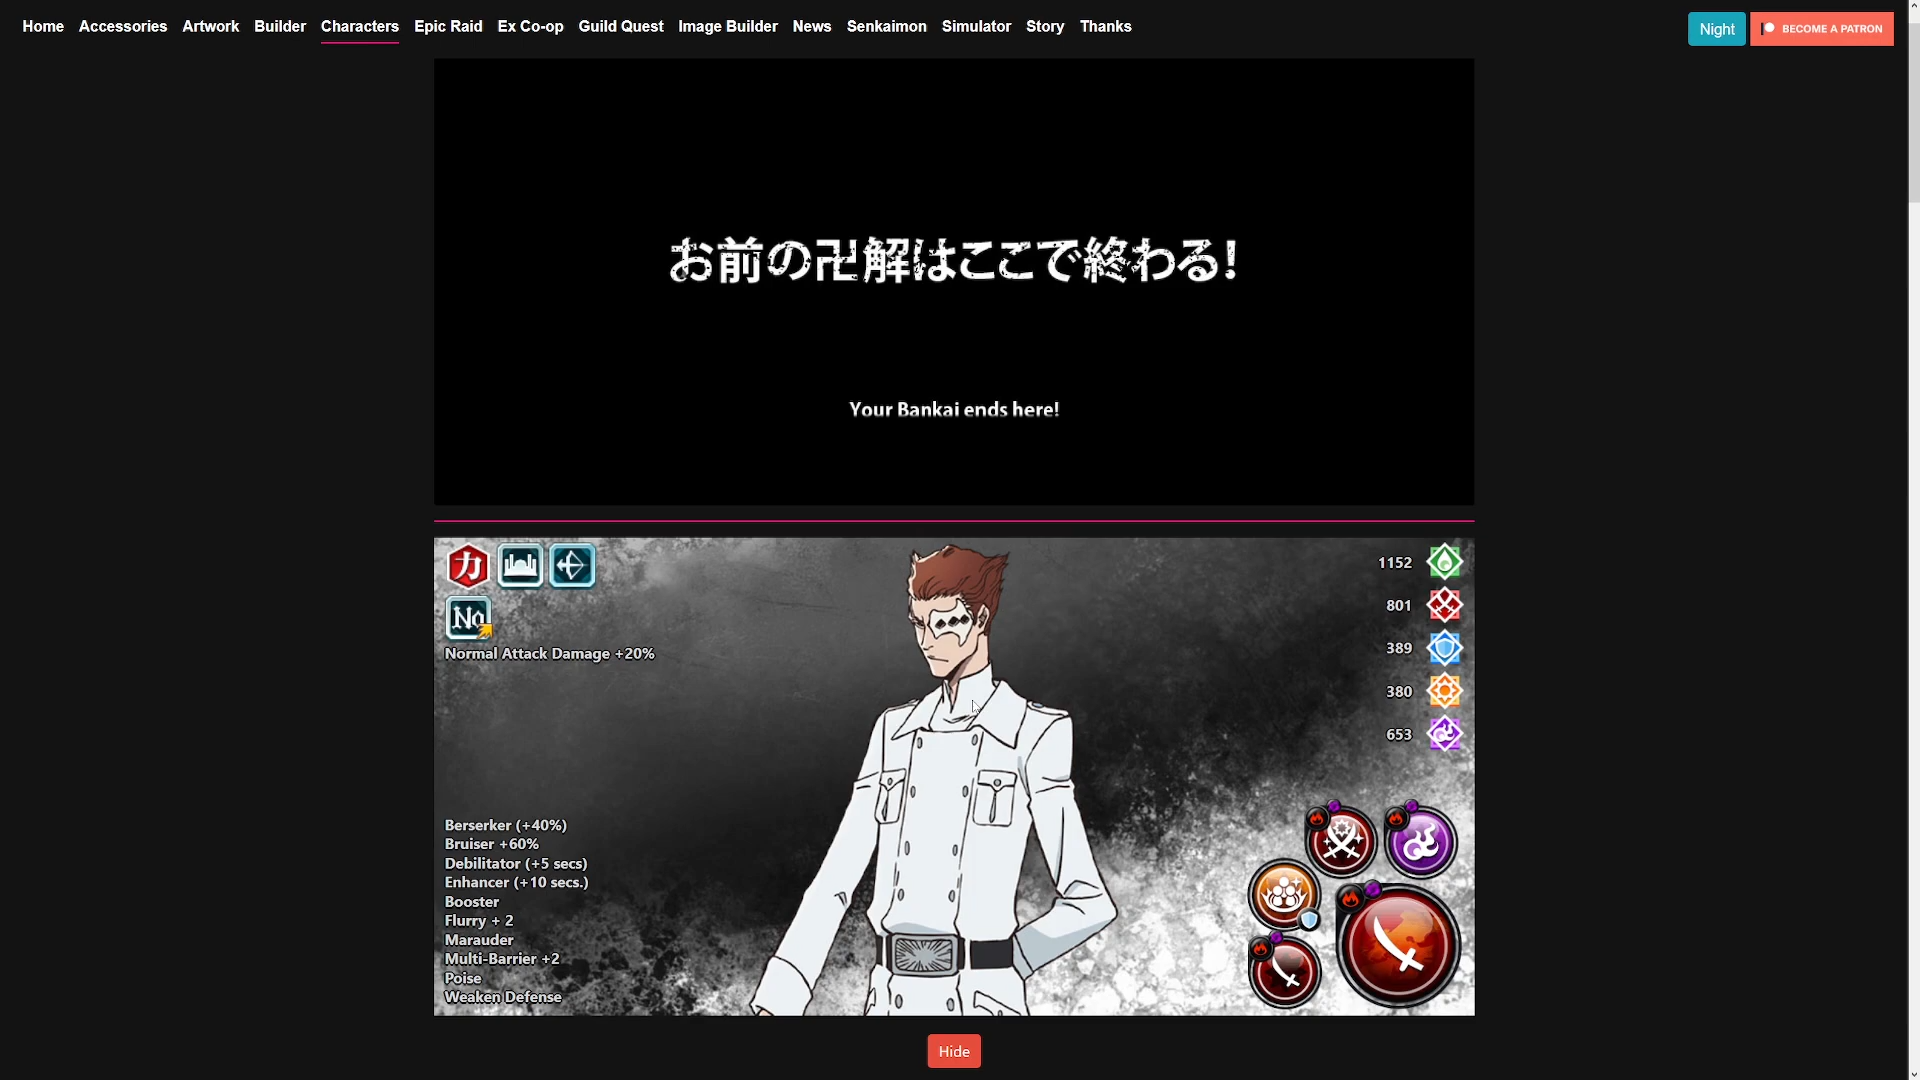 Home Accessories Artwork Builder Characters Epic Raid Ex Co-op Guild Quest Image Builder News Senkaimon Simulator Story Thanks Night BECOME A PATRON
お前の卍解はここで終わる!
Your Bankai ends here!
力
No
Normal Attack Damage +20%
1152
801
389
380
653
Berserker (+40%)
Bruiser +60%
Debilitator (+5 secs)
Enhancer (+10 secs.)
Booster
Flurry + 2
Marauder
Multi-Barrier +2
Poise
Weaken Defense
Hide